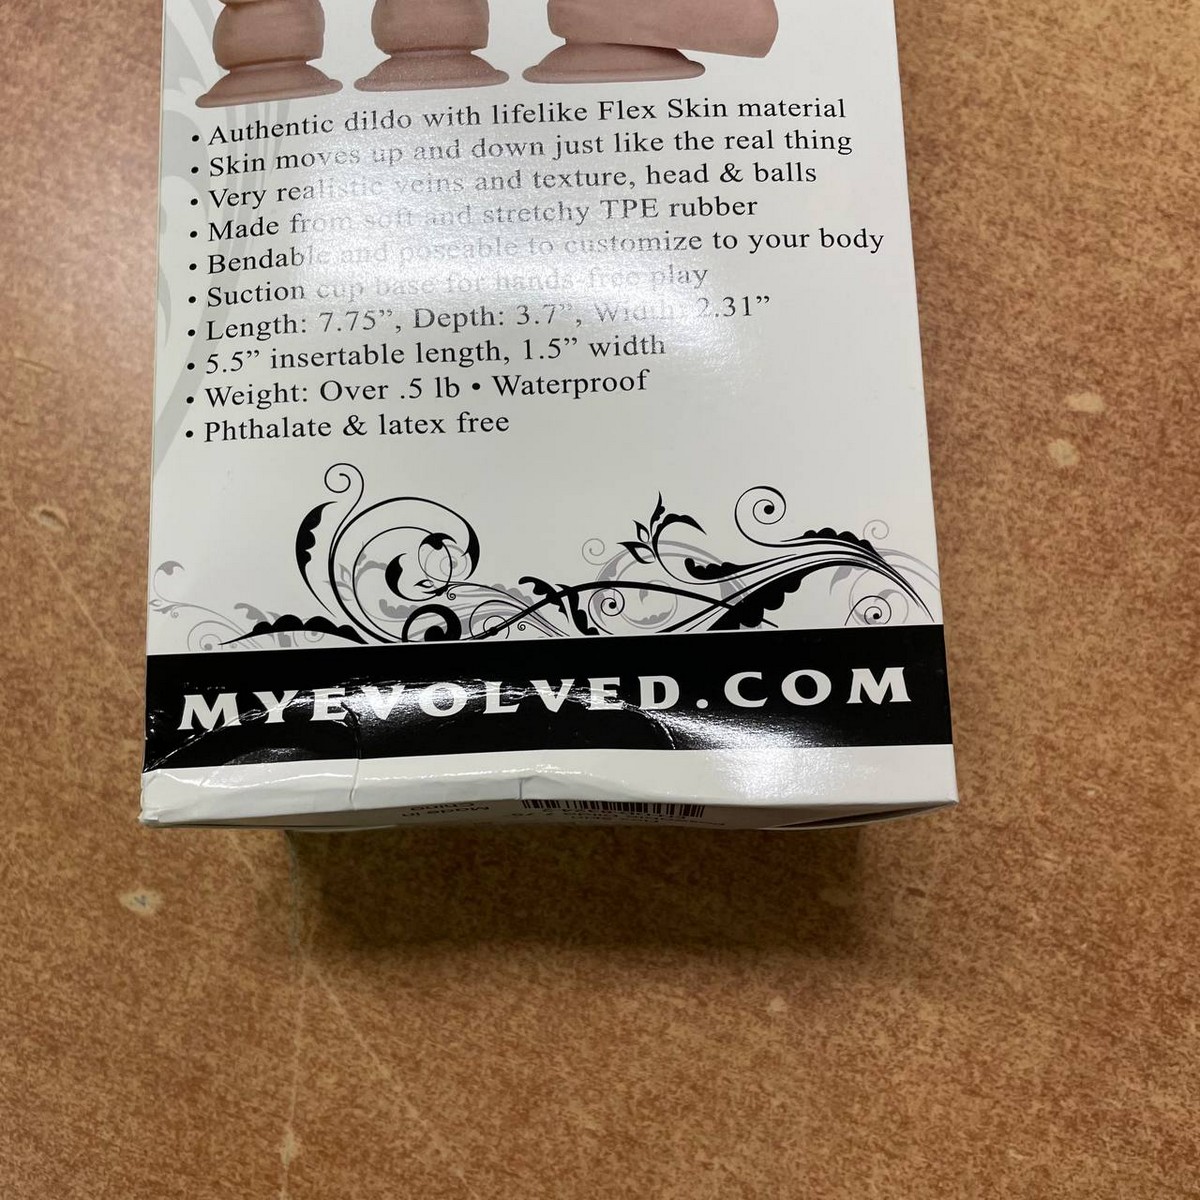 • Authentic dildo with lifelike Flex Skin material
• Skin moves up and down just like the real thing
• Very realistic veins and texture, head & balls
• Made from soft and stretchy TPE rubber
• Bendable and poseable to customize to your body
• Suction cup base for hands-free play
• Length: 7.75”, Depth: 3.7”, Width: 2.31”
• 5.5” insertable length, 1.5” width
• Weight: Over .5 lb • Waterproof
• Phthalate & latex free
MYEVOLVED.COM
Made in
China